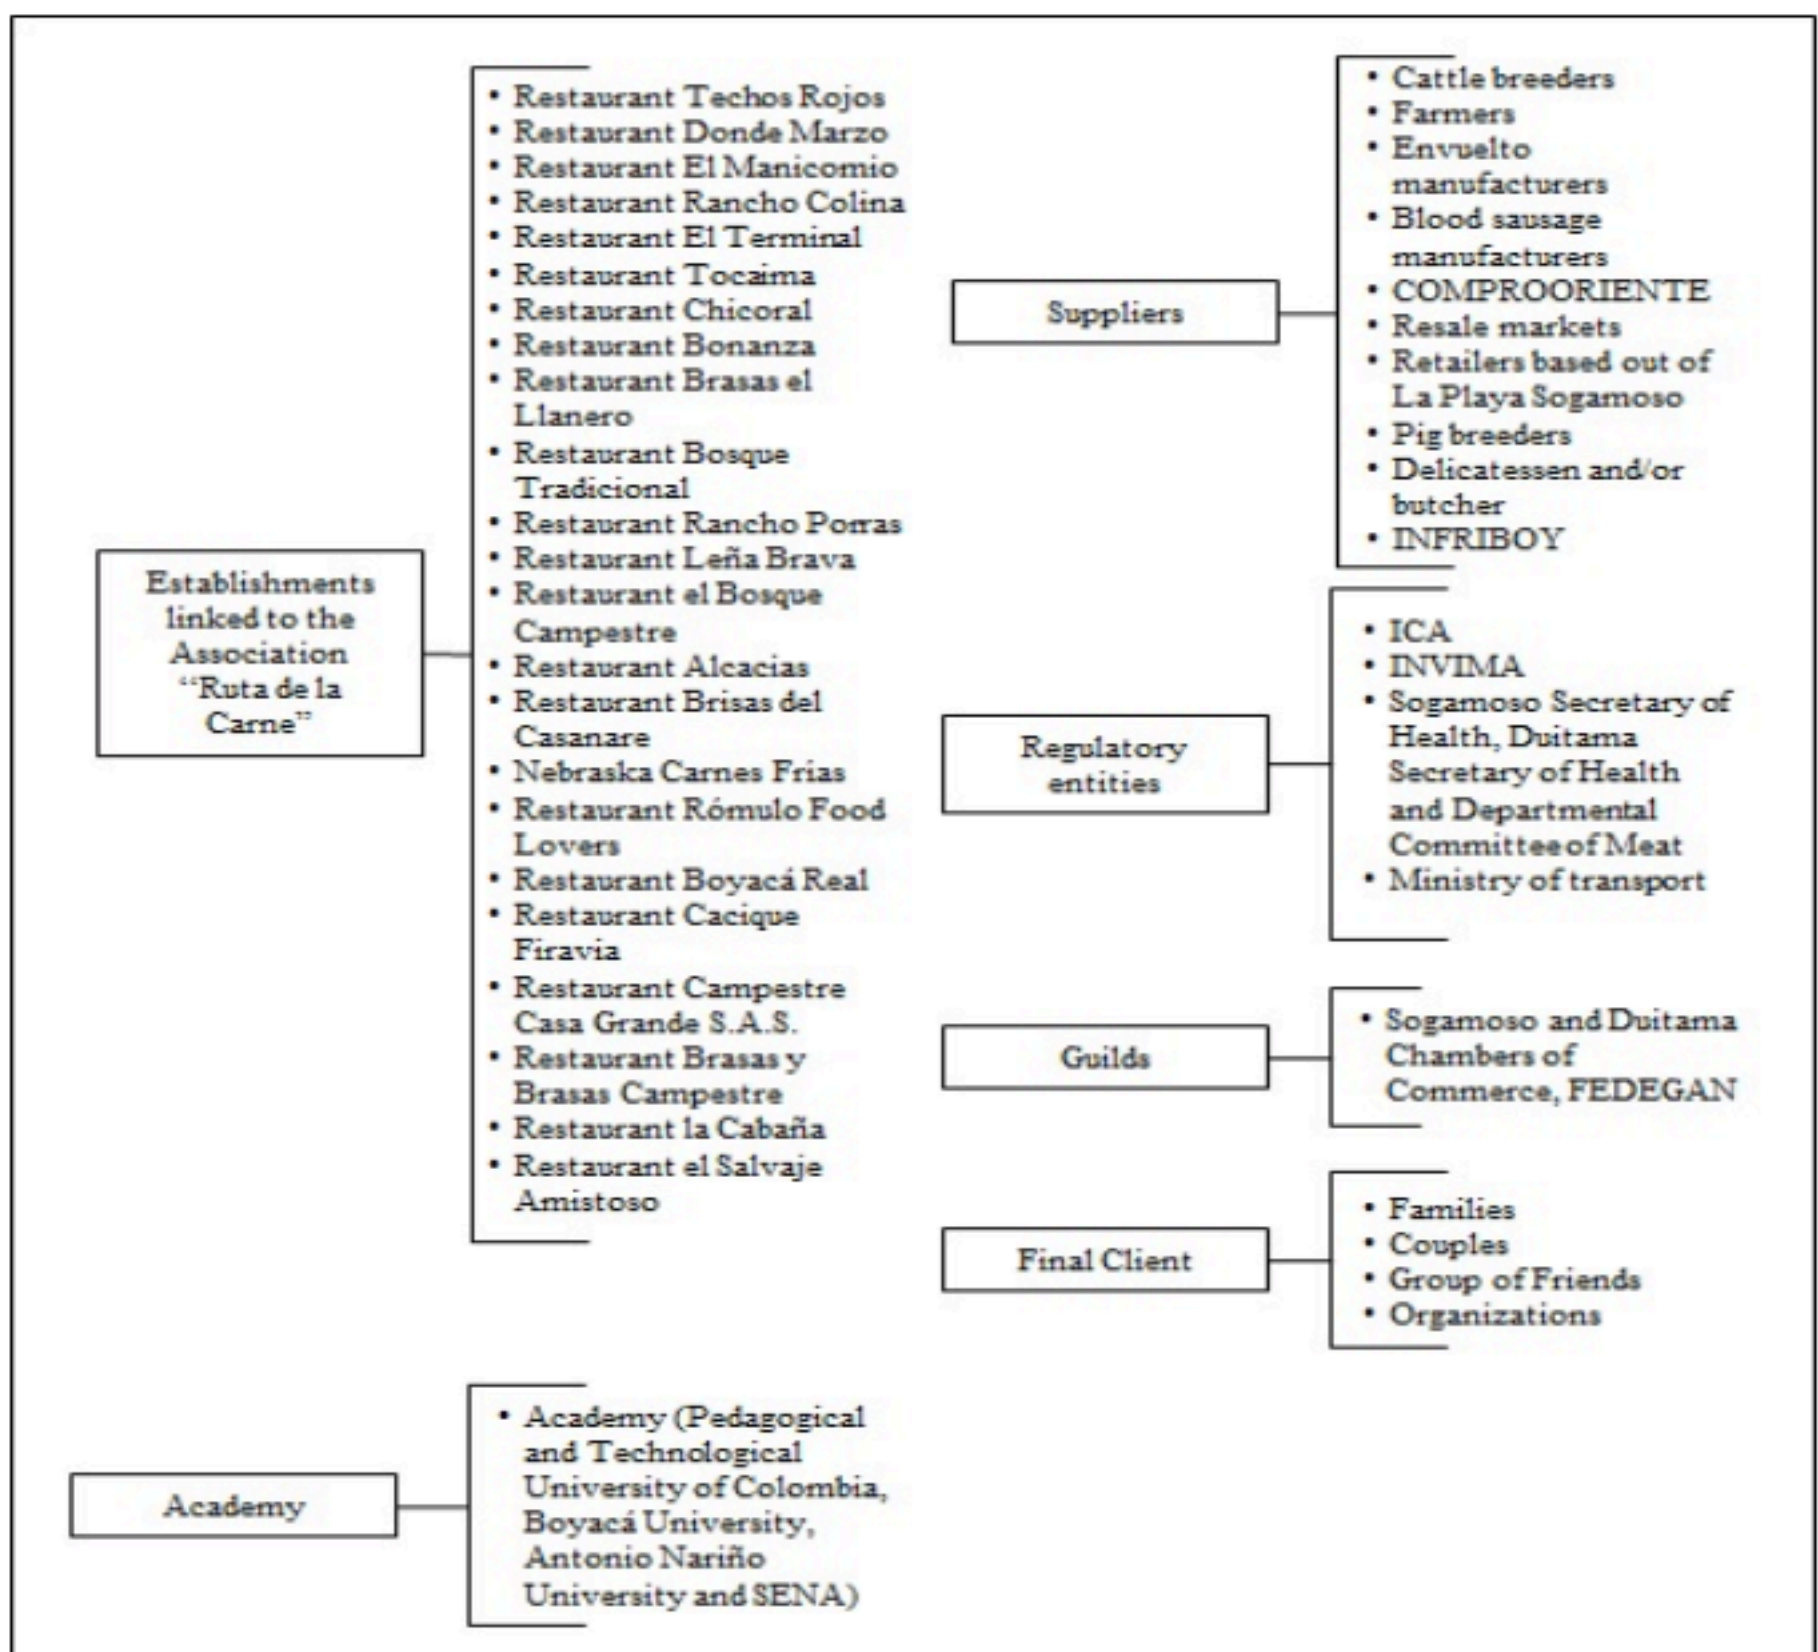 Establishments
linked to the
Association
“Ruta de la
Carne”
• Restaurant Techos Rojos
• Restaurant Donde Marzo
• Restaurant El Manicomio
• Restaurant Rancho Colina
• Restaurant El Terminal
• Restaurant Tocaima
• Restaurant Chicoral
• Restaurant Bonanza
• Restaurant Brasas el
Llanero
• Restaurant Bosque
Tradicional
• Restaurant Rancho Porras
• Restaurant Leña Brava
• Restaurant el Bosque
Campestre
• Restaurant Alcacias
• Restaurant Brisas del
Casanare
• Nebraska Carnes Frias
• Restaurant Rómulo Food
Lovers
• Restaurant Boyacá Real
• Restaurant Cacique
Firavia
• Restaurant Campestre
Casa Grande S.A.S.
• Restaurant Brasas y
Brasas Campestre
• Restaurant la Cabaña
• Restaurant el Salvaje
Amistoso
Academy
• Academy (Pedagogical
and Technological
University of Colombia,
Boyacá University,
Antonio Nariño
University and SENA)
Suppliers
• Cattle breeders
• Farmers
• Envuelto
manufacturers
• Blood sausage
manufacturers
• COMPROORIENTE
• Resale markets
• Retailers based out of
La Playa Sogamoso
• Pig breeders
• Delicatessen and/or
butcher
• INFRIBOY
Regulatory
entities
• ICA
• INVIMA
• Sogamoso Secretary of
Health, Duitama
Secretary of Health
and Departmental
Committee of Meat
• Ministry of transport
Guilds
• Sogamoso and Duitama
Chambers of
Commerce, FEDEGAN
Final Client
• Families
• Couples
• Group of Friends
• Organizations